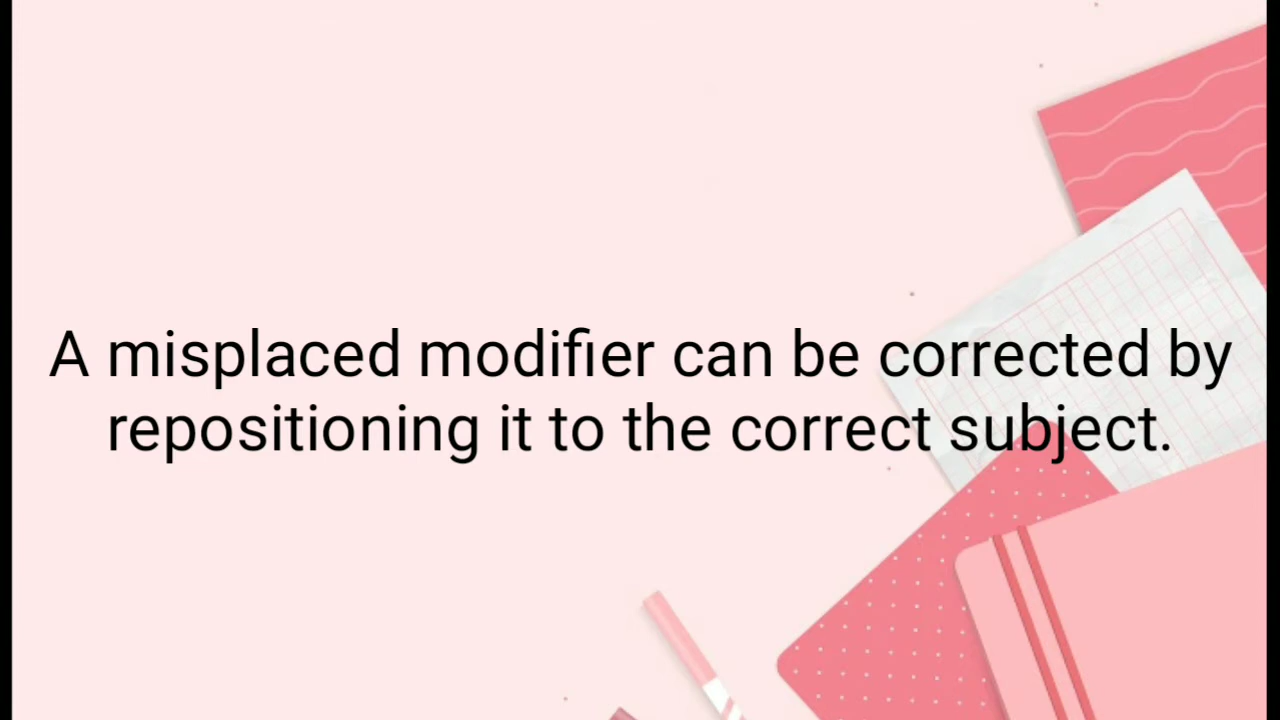 A misplaced modifier can be corrected by
repositioning it to the correct subject.